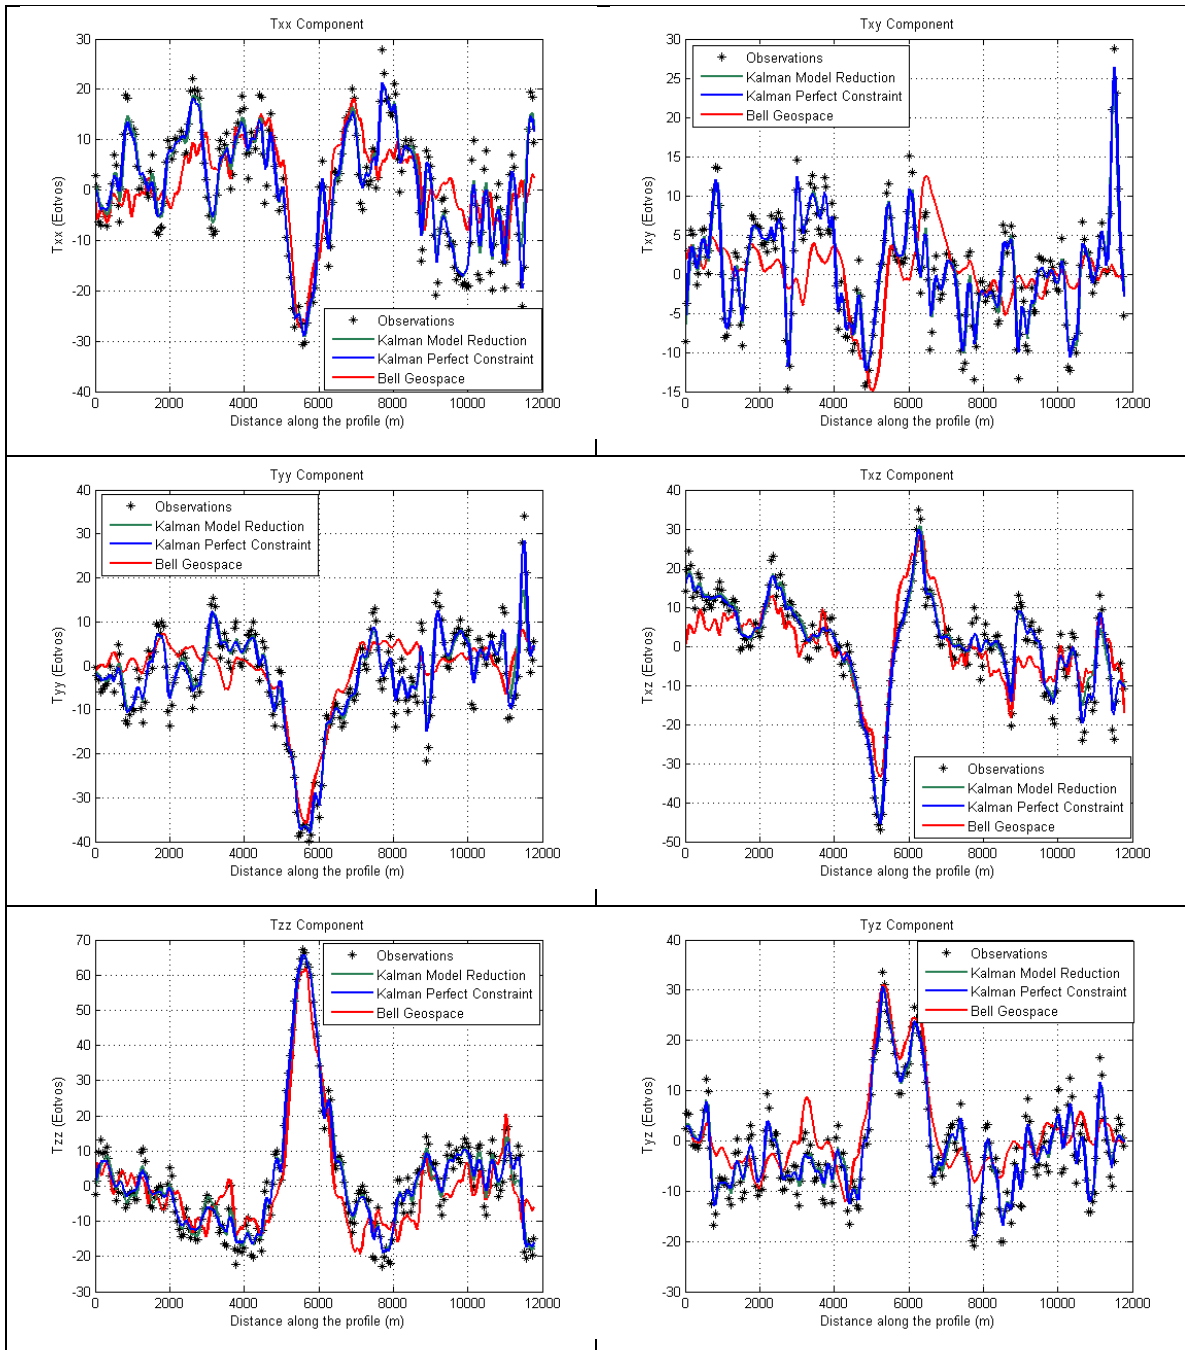 Txx Component
30
20
10
0
-10
-20
-30
-40
Txx (Eotvos)
Observations
Kalman Model Reduction
Kalman Perfect Constraint
Bell Geospace
0 2000 4000 6000 8000 10000 12000
Distance along the profile (m)
Txy Component
30
25
20
15
10
5
0
-5
-10
-15
Txy (Eotvos)
Observations
Kalman Model Reduction
Kalman Perfect Constraint
Bell Geospace
0 2000 4000 6000 8000 10000 12000
Distance along the profile (m)
Tyy Component
40
30
20
10
0
-10
-20
-30
-40
Tyy (Eotvos)
Observations
Kalman Model Reduction
Kalman Perfect Constraint
Bell Geospace
0 2000 4000 6000 8000 10000 12000
Distance along the profile (m)
Txz Component
40
30
20
10
0
-10
-20
-30
-40
-50
Txz (Eotvos)
Observations
Kalman Model Reduction
Kalman Perfect Constraint
Bell Geospace
0 2000 4000 6000 8000 10000 12000
Distance along the profile (m)
Tzz Component
70
60
50
40
30
20
10
0
-10
-20
-30
Tzz (Eotvos)
Observations
Kalman Model Reduction
Kalman Perfect Constraint
Bell Geospace
0 2000 4000 6000 8000 10000 12000
Distance along the profile (m)
Tyz Component
40
30
20
10
0
-10
-20
-30
Tyz (Eotvos)
Observations
Kalman Model Reduction
Kalman Perfect Constraint
Bell Geospace
0 2000 4000 6000 8000 10000 12000
Distance along the profile (m)